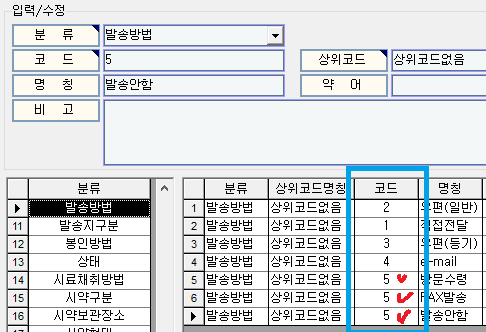 입력/수정
분 류 발송방법
코 드 5 상위코드 상위코드없음
명 칭 발송안함 약 어
비 고
분류
발송방법
11 발송지구분
12 봉인방법
13 상태
14 시료채취방법
15 시약구분
16 시약보관장소
분류 상위코드명칭 코드 명칭
1 발송방법 상위코드없음 2 우편(일반)
2 발송방법 상위코드없음 1 직접전달
3 발송방법 상위코드없음 3 우편(등기)
4 발송방법 상위코드없음 4 e-mail
5 발송방법 상위코드없음 5 방문수령
6 발송방법 상위코드없음 5 FAX발송
발송방법 상위코드없음 5 발송안함